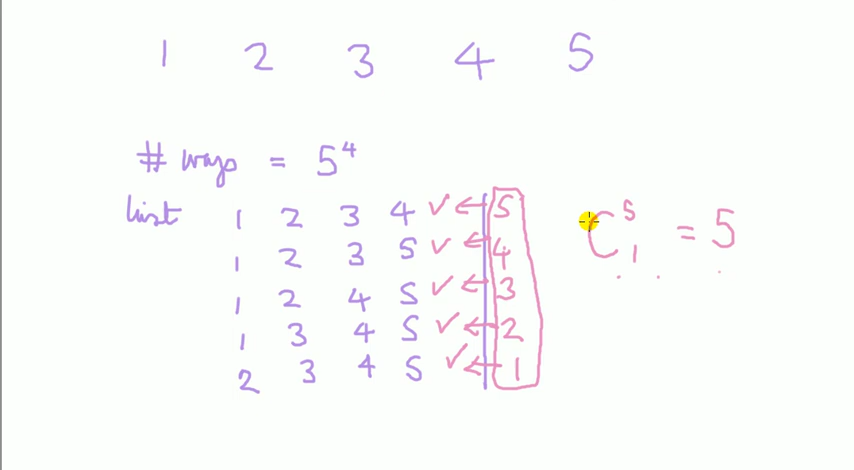 1 2 3 4 5
# ways = 5⁴
list 1 2 3 4 ✓ ← 5
1 2 3 5 ✓ ← 4
1 2 4 5 ✓ ← 3
1 3 4 5 ✓ ← 2
2 3 4 5 ✓ ← 1
C⁵₁ = 5